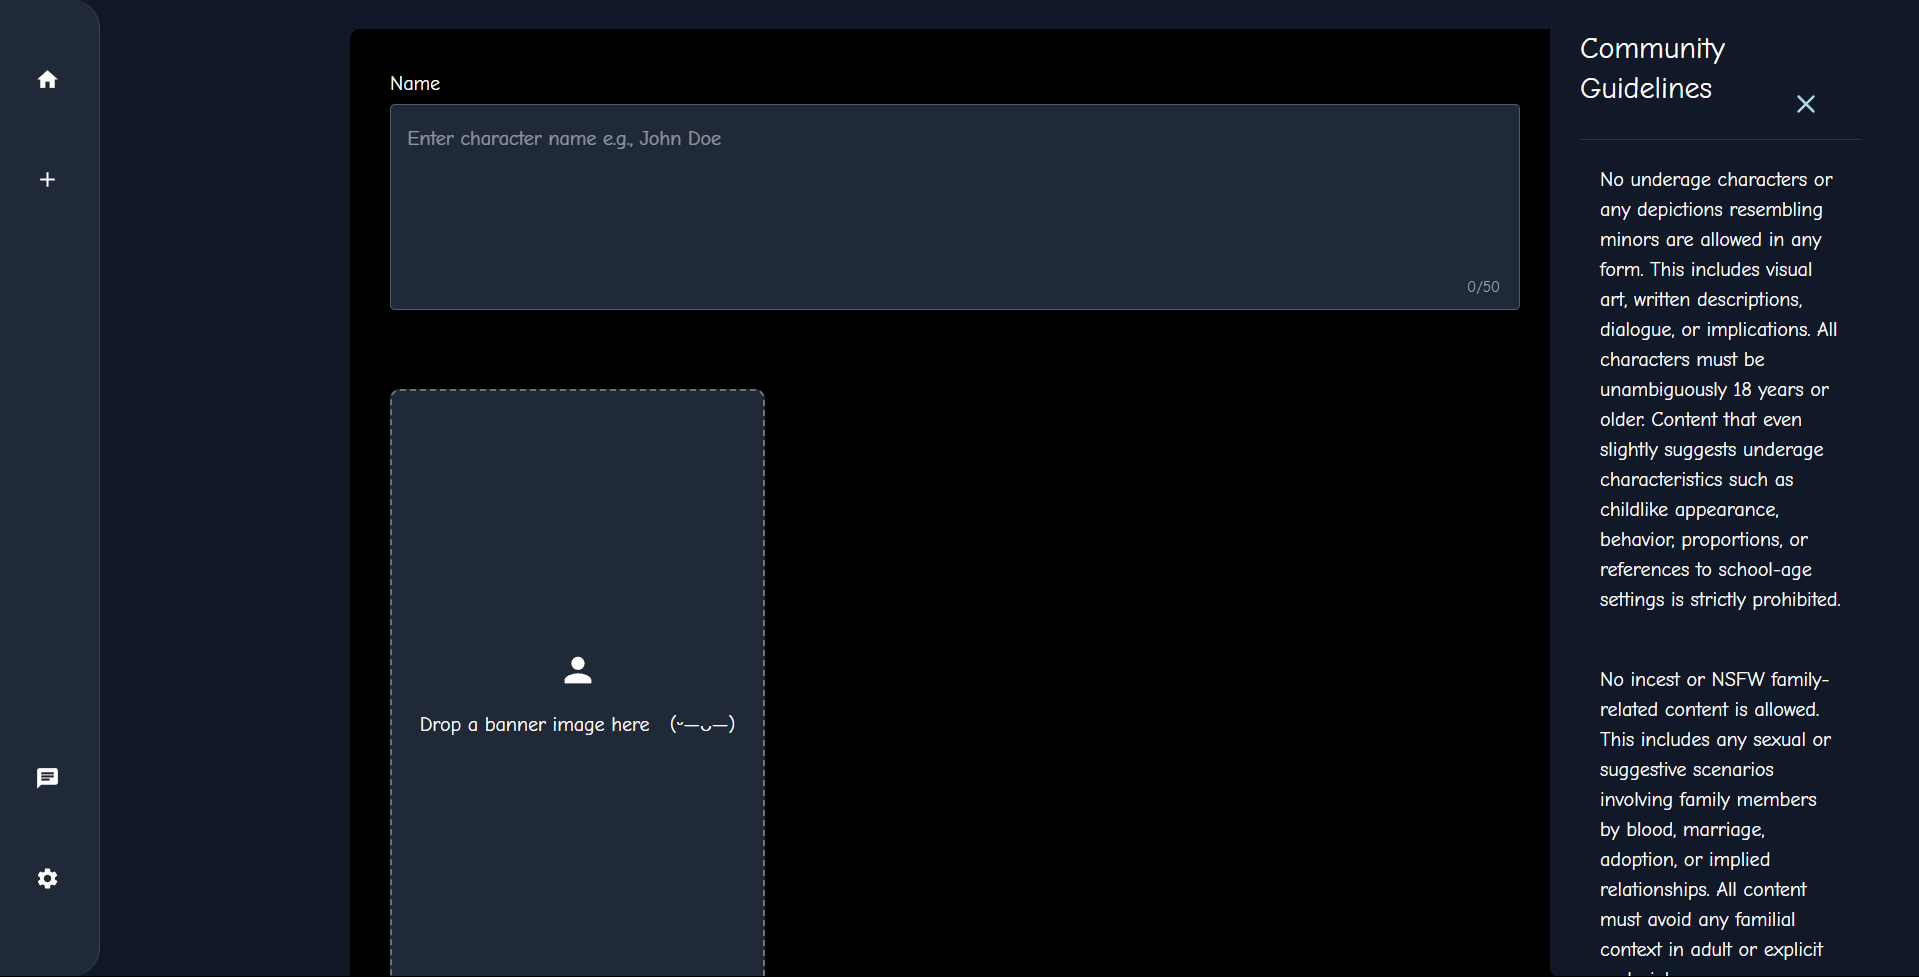 Name
Enter character name e.g., John Doe
0/50
Drop a banner image here (˘—ᴗ—)
Community
Guidelines
No underage characters or
any depictions resembling
minors are allowed in any
form. This includes visual
art, written descriptions,
dialogue, or implications. All
characters must be
unambiguously 18 years or
older. Content that even
slightly suggests underage
characteristics such as
childlike appearance,
behavior, proportions, or
references to school-age
settings is strictly prohibited.
No incest or NSFW family-
related content is allowed.
This includes any sexual or
suggestive scenarios
involving family members
by blood, marriage,
adoption, or implied
relationships. All content
must avoid any familial
context in adult or explicit